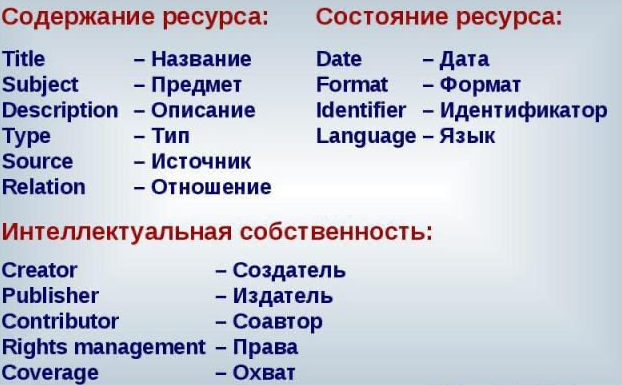 Содержание ресурса:
Title – Название
Subject – Предмет
Description – Описание
Type – Тип
Source – Источник
Relation – Отношение
Состояние ресурса:
Date – Дата
Format – Формат
Identifier – Идентификатор
Language – Язык
Интеллектуальная собственность:
Creator – Создатель
Publisher – Издатель
Contributor – Соавтор
Rights management – Права
Coverage – Охват